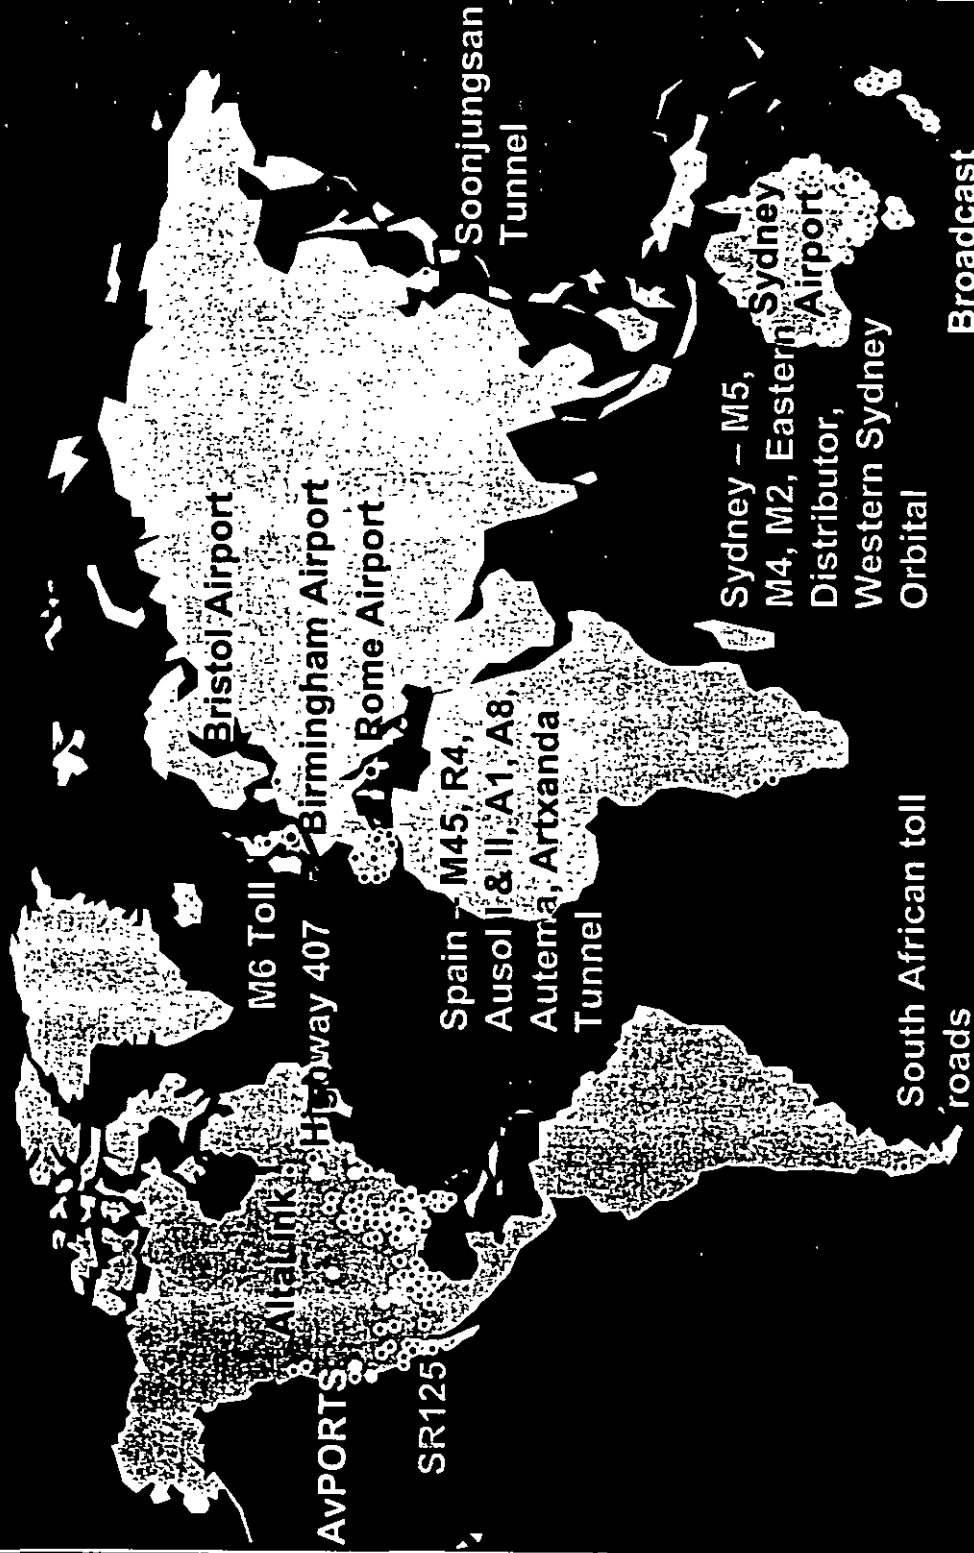 Bristol Airport
Birmingham Airport
Rome Airport
M6 Toll
Highway 407
AltaLink
AvPORTS
SR125
Spain – M45, R4,
Ausol I & II, A1, A8,
Autema, Artxanda
Tunnel
Soonjungsan
Tunnel
Sydney
Airport
Sydney – M5,
M4, M2, Eastern
Distributor,
Western Sydney
Orbital
South African toll
roads
Broadcast